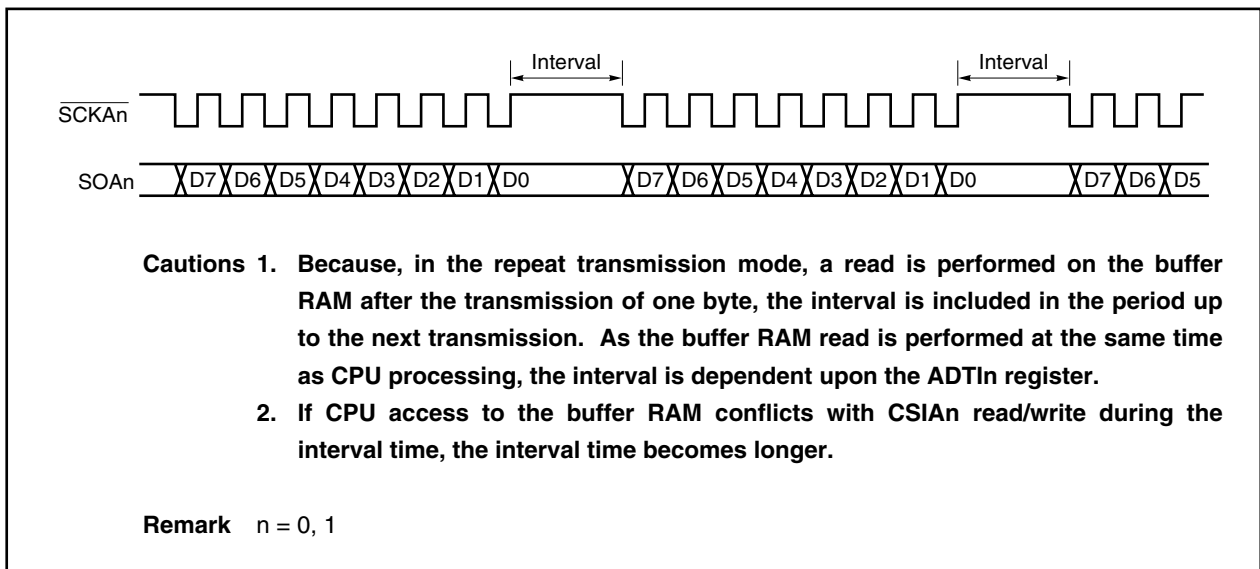 Interval Interval
SCKAn
SOAn D7 D6 D5 D4 D3 D2 D1 D0 D7 D6 D5 D4 D3 D2 D1 D0 D7 D6 D5
Cautions 1. Because, in the repeat transmission mode, a read is performed on the buffer
RAM after the transmission of one byte, the interval is included in the period up
to the next transmission. As the buffer RAM read is performed at the same time
as CPU processing, the interval is dependent upon the ADTIn register.
2. If CPU access to the buffer RAM conflicts with CSIAn read/write during the
interval time, the interval time becomes longer.
Remark n = 0, 1